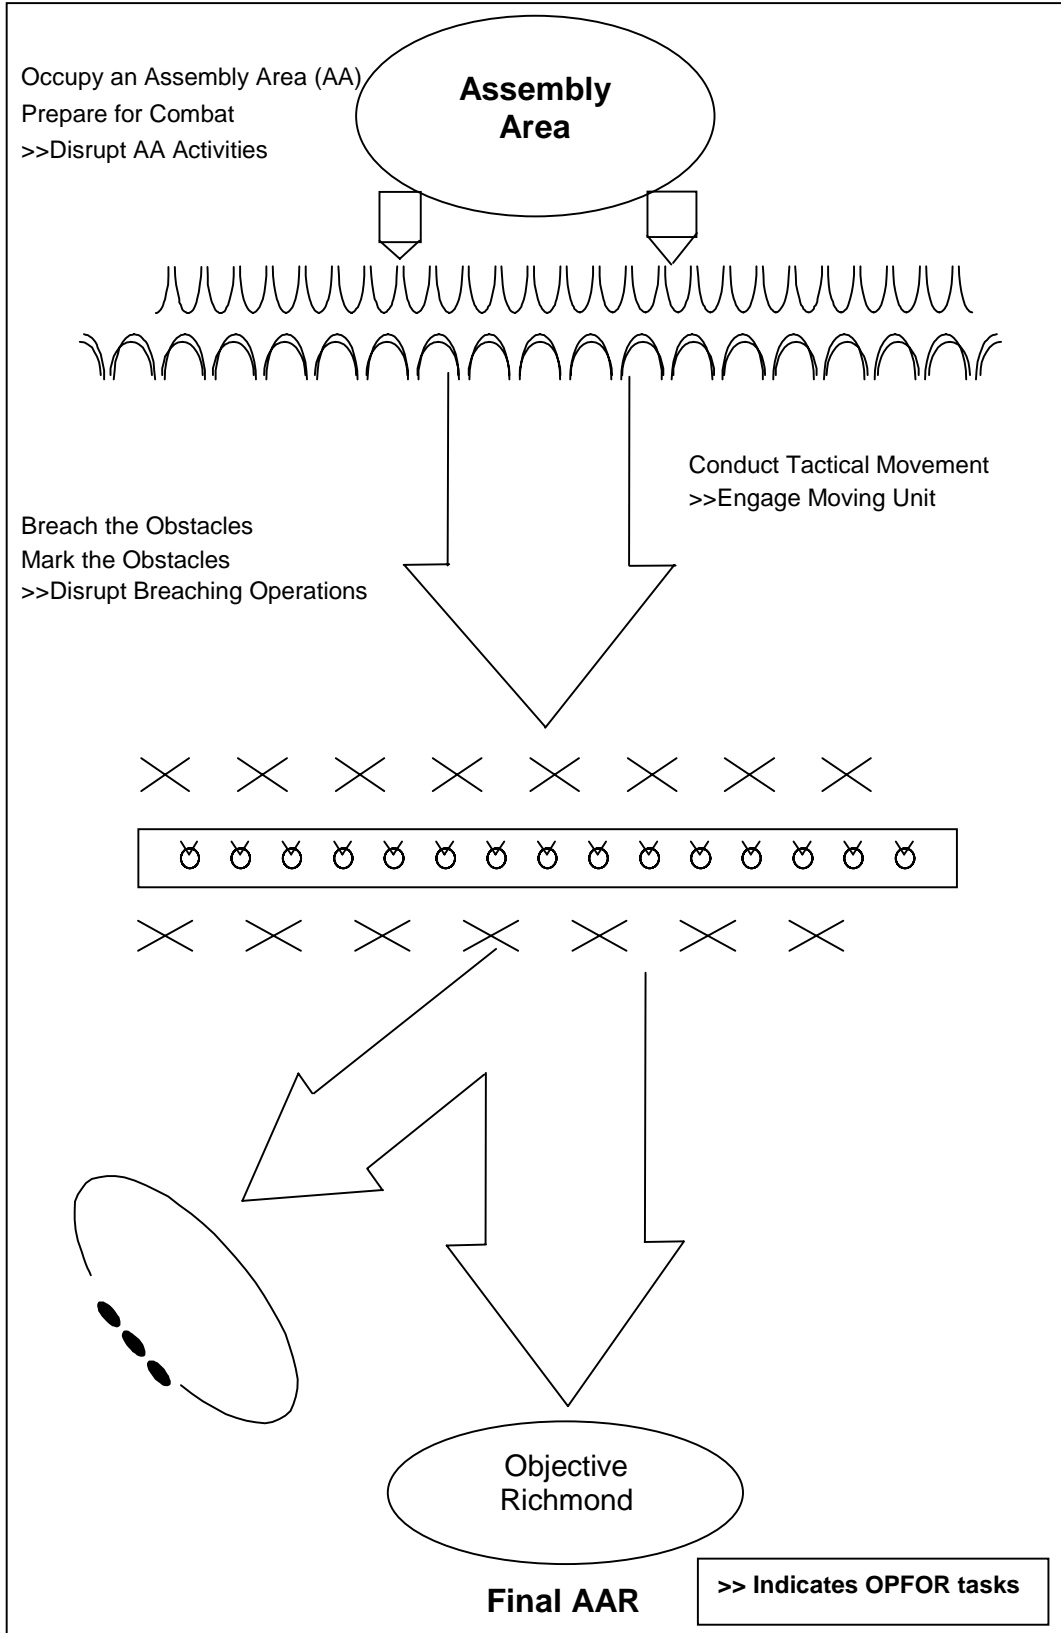 Occupy an Assembly Area (AA)
Prepare for Combat
>>Disrupt AA Activities
Assembly
Area
Conduct Tactical Movement
>>Engage Moving Unit
Breach the Obstacles
Mark the Obstacles
>>Disrupt Breaching Operations
Objective
Richmond
Final AAR
>> Indicates OPFOR tasks